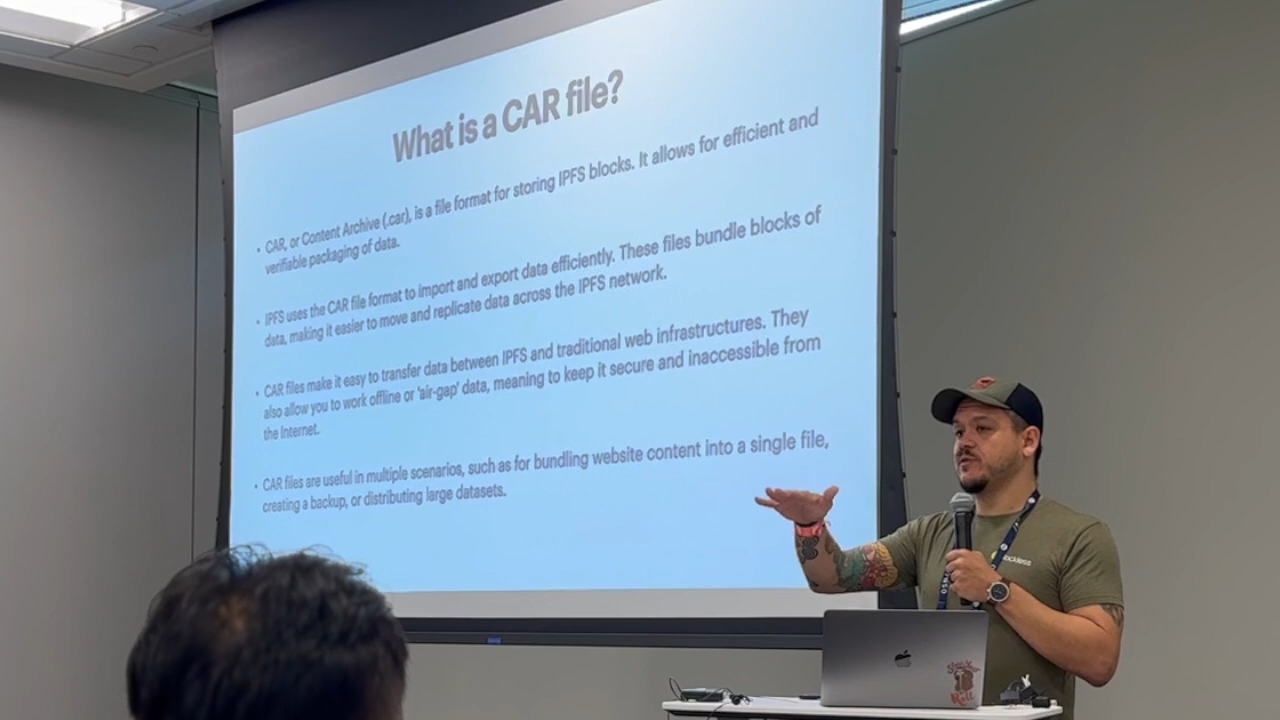 What is a CAR file?
• CAR, or Content Archive (.car), is a file format for storing IPFS blocks. It allows for efficient and
verifiable packaging of data.
• IPFS uses the CAR file format to import and export data efficiently. These files bundle blocks of
data, making it easier to move and replicate data across the IPFS network.
• CAR files make it easy to transfer data between IPFS and traditional web infrastructures. They
also allow you to work offline or 'air-gap' data, meaning to keep it secure and inaccessible from
the Internet.
• CAR files are useful in multiple scenarios, such as for bundling website content into a single file,
creating a backup, or distributing large datasets.